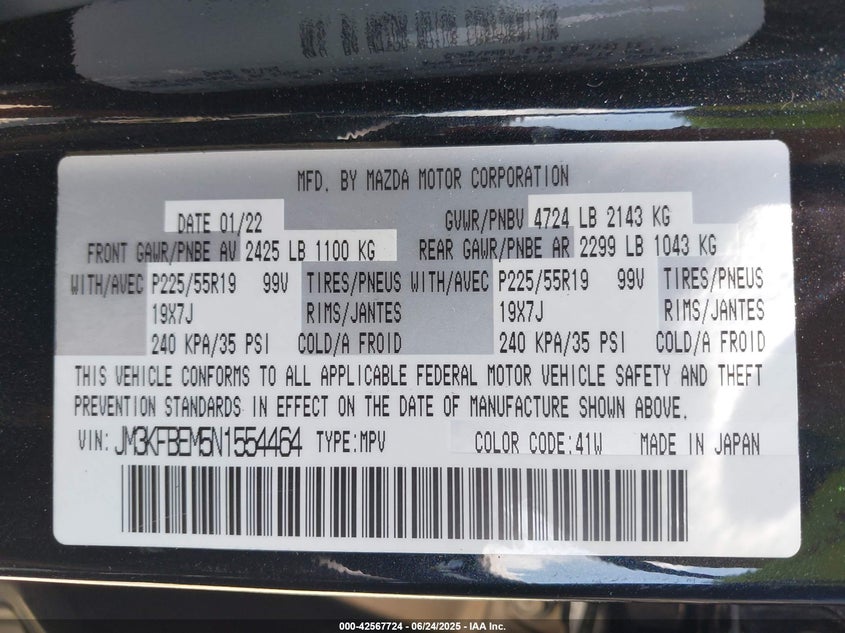 MFD. BY MAZDA MOTOR CORPORATION
DATE 01/22 GVWR/PNBV 4724 LB 2143 KG
FRONT GAWR/PNBE AV 2425 LB 1100 KG REAR GAWR/PNBE AR 2299 LB 1043 KG
WITH/AVEC P225/55R19 99V TIRES/PNEUS WITH/AVEC P225/55R19 99V TIRES/PNEUS
19X7J RIMS/JANTES 19X7J RIMS/JANTES
240 KPA/35 PSI COLD/A FROID 240 KPA/35 PSI COLD/A FROID
THIS VEHICLE CONFORMS TO ALL APPLICABLE FEDERAL MOTOR VEHICLE SAFETY AND THEFT
PREVENTION STANDARDS IN EFFECT ON THE DATE OF MANUFACTURE SHOWN ABOVE.
VIN: JM3KFBEM5N1554464 TYPE:MPV COLOR CODE:41W MADE IN JAPAN
000-42567724 - 06/24/2025 - IAA Inc.